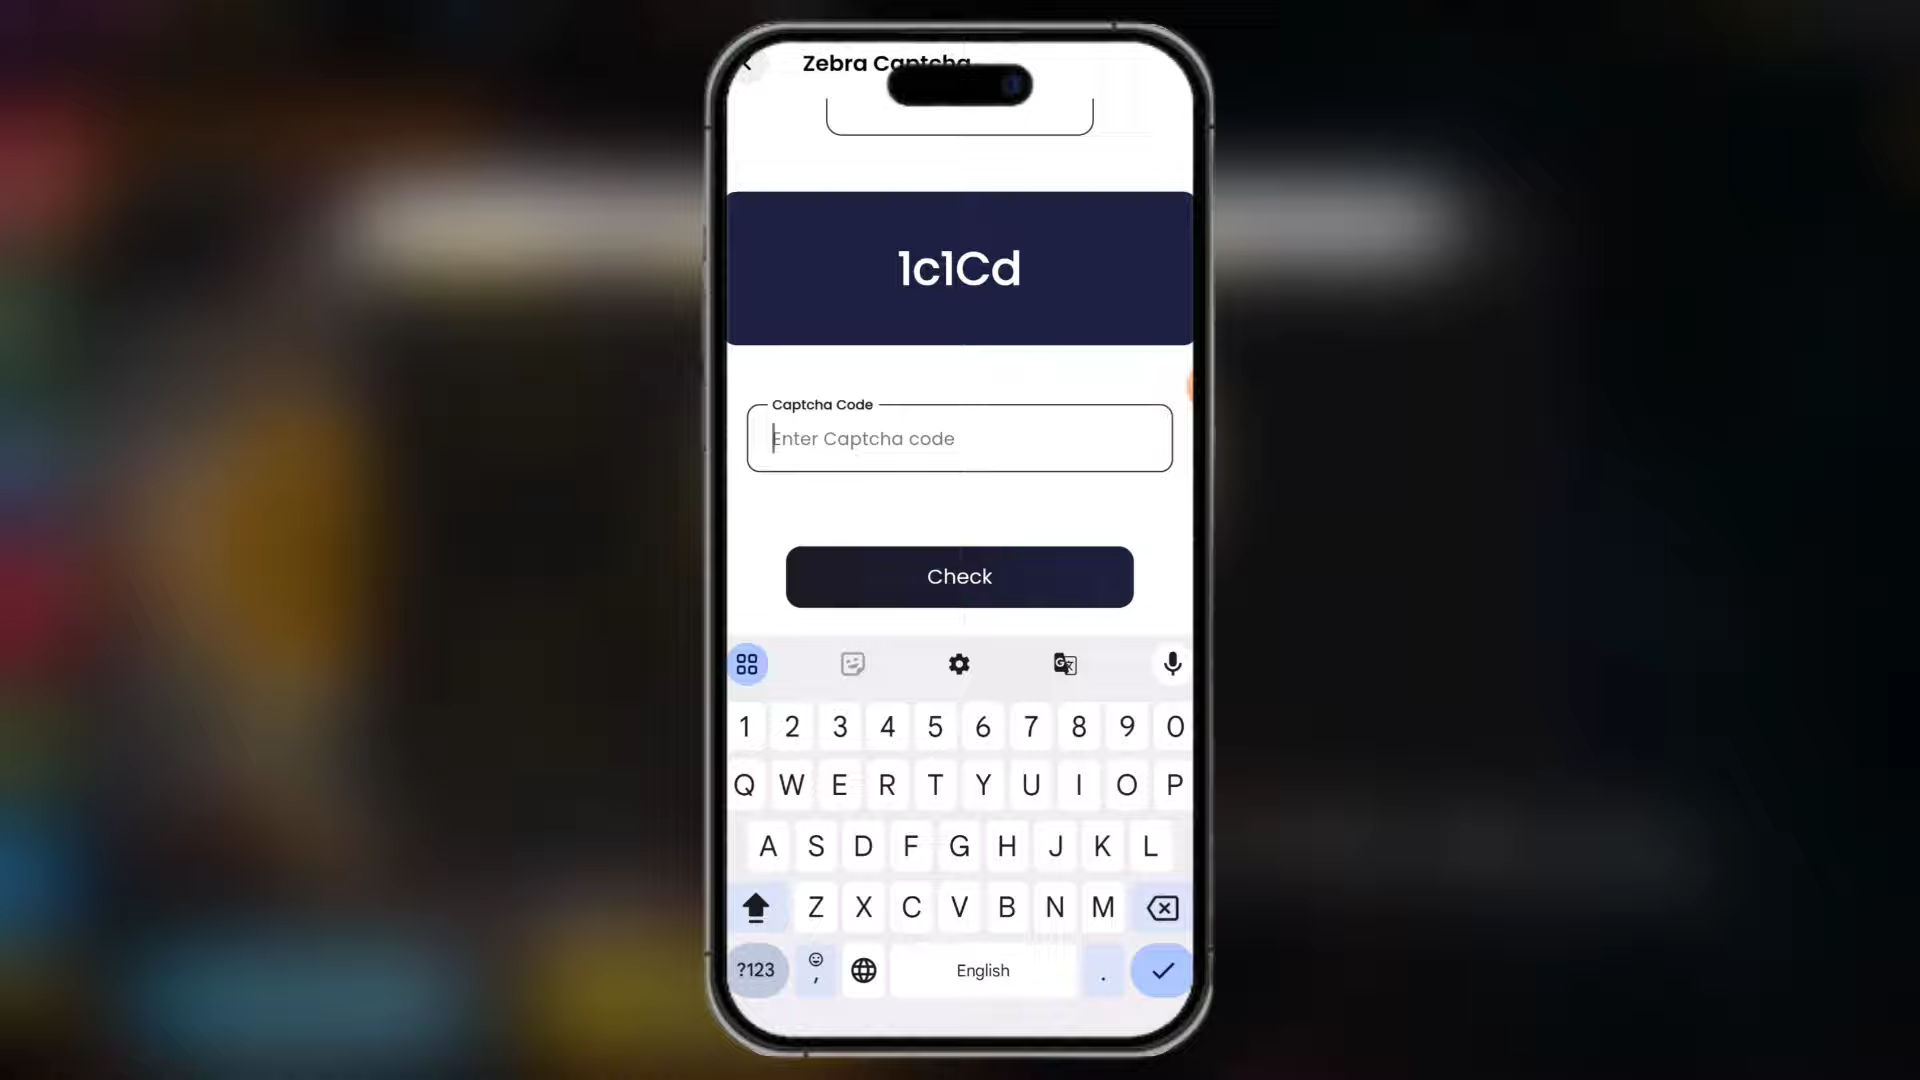 Zebra Captcha
1c1Cd
Captcha Code
Enter Captcha code
Check
1 2 3 4 5 6 7 8 9 0
Q W E R T Y U I O P
A S D F G H J K L
Z X C V B N M
?123 , English .